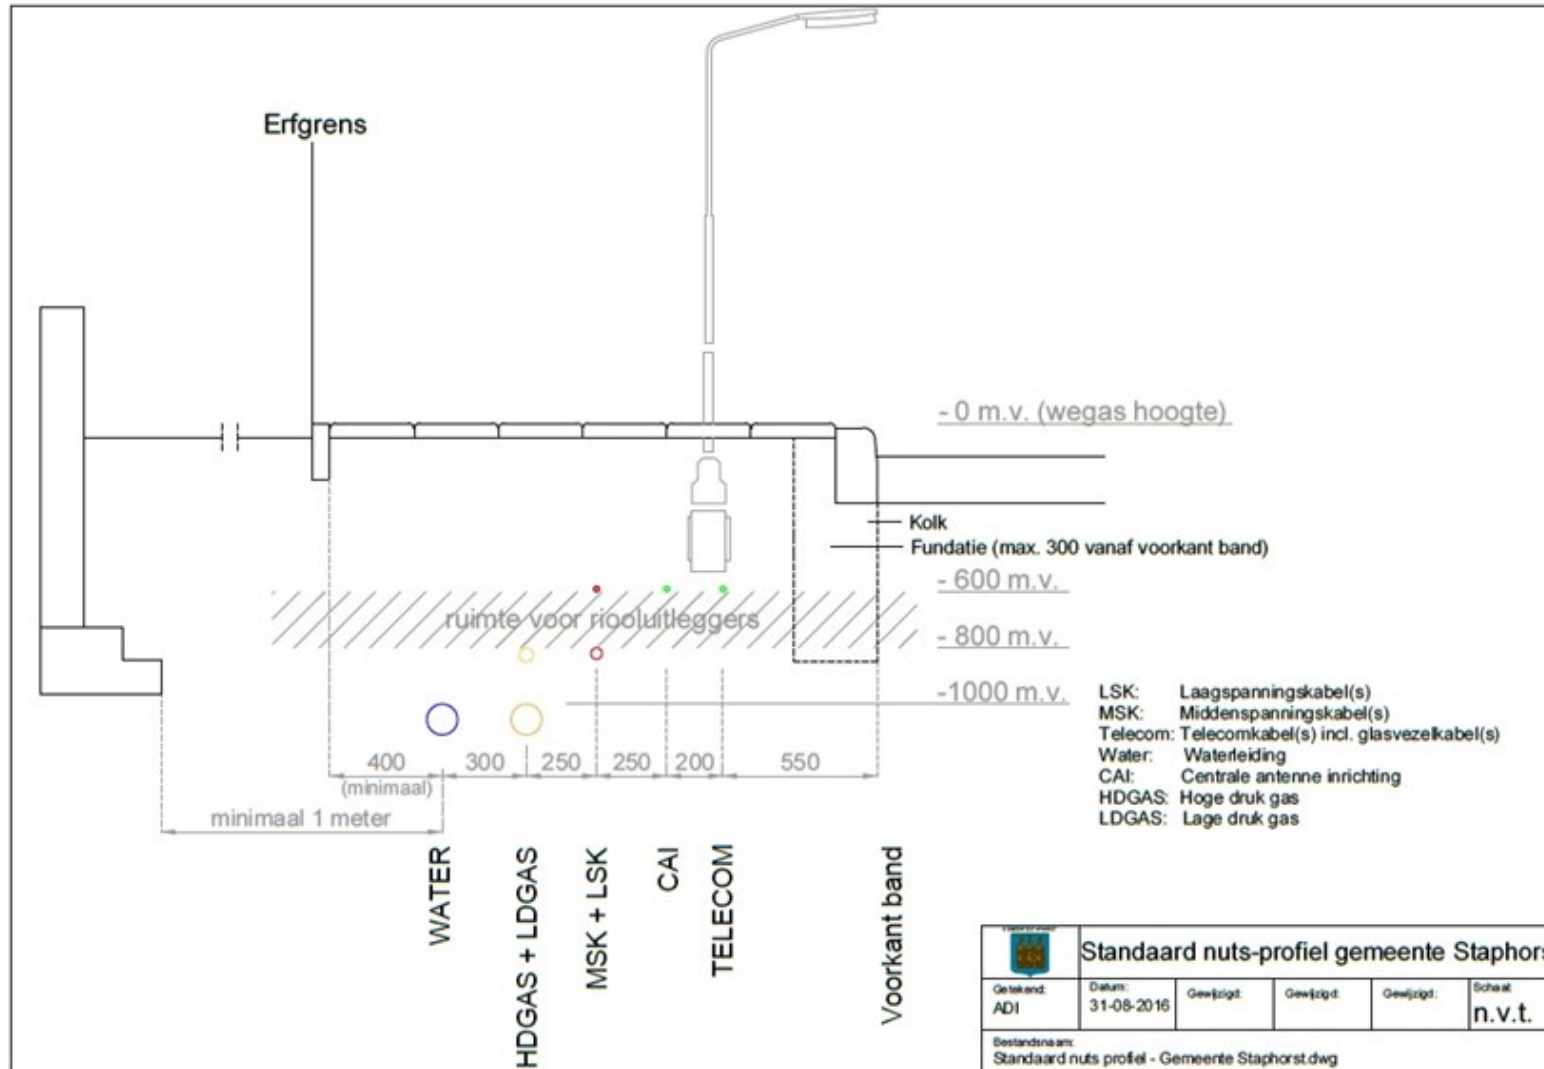 Erfgrens
- 0 m.v. (wegas hoogte)
Kolk
Fundatie (max. 300 vanaf voorkant band)
- 600 m.v.
ruimte voor riooluitleggers
- 800 m.v.
-1000 m.v.
LSK: Laagspanningskabel(s)
MSK: Middenspanningskabel(s)
Telecom: Telecomkabel(s) incl. glasvezelkabel(s)
Water: Waterleiding
CAI: Centrale antenne inrichting
HDGAS: Hoge druk gas
LDGAS: Lage druk gas
400 300 250 250 200 550
(minimaal)
minimaal 1 meter
WATER
HDGAS + LDGAS
MSK + LSK
CAI
TELECOM
Voorkant band
Standaard nuts-profiel gemeente Staphors
Getekend: Datum: Gewijzigd: Gewijzigd: Gewijzigd: Schaal:
ADI 31-08-2016 n.v.t.
Bestandsnaam:
Standaard nuts profiel - Gemeente Staphorst.dwg